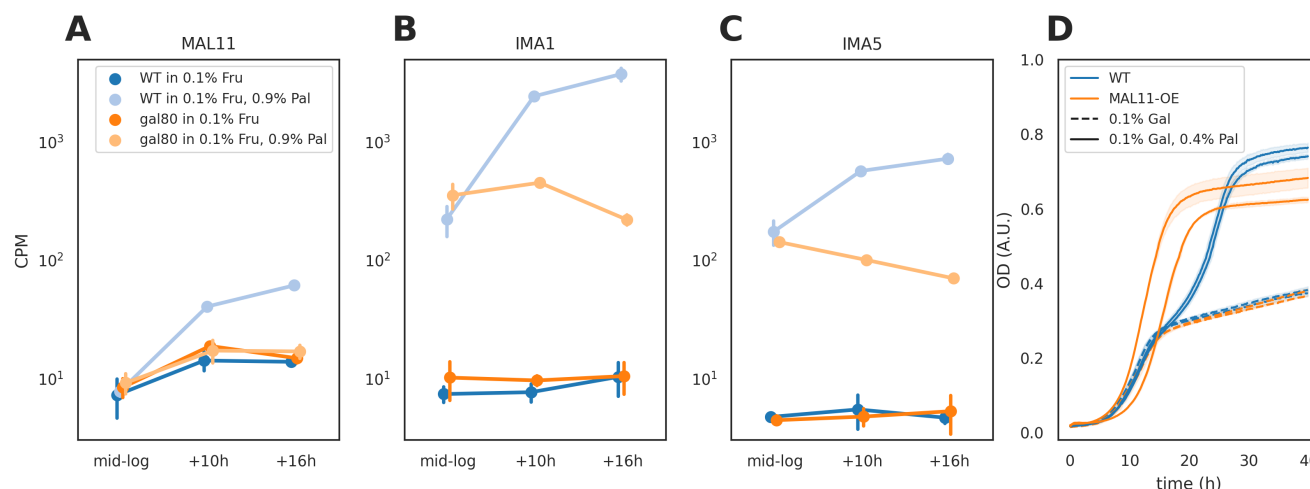 A
B
C
D
MAL11
IMA1
IMA5
WT in 0.1% Fru
WT in 0.1% Fru, 0.9% Pal
gal80 in 0.1% Fru
gal80 in 0.1% Fru, 0.9% Pal
CPM
10³
10²
10¹
mid-log
+10h
+16h
10³
10²
10¹
mid-log
+10h
+16h
10³
10²
10¹
mid-log
+10h
+16h
WT
MAL11-OE
0.1% Gal
0.1% Gal, 0.4% Pal
OD (A.U.)
1.0
0.8
0.6
0.4
0.2
0.0
0
10
20
30
time (h)